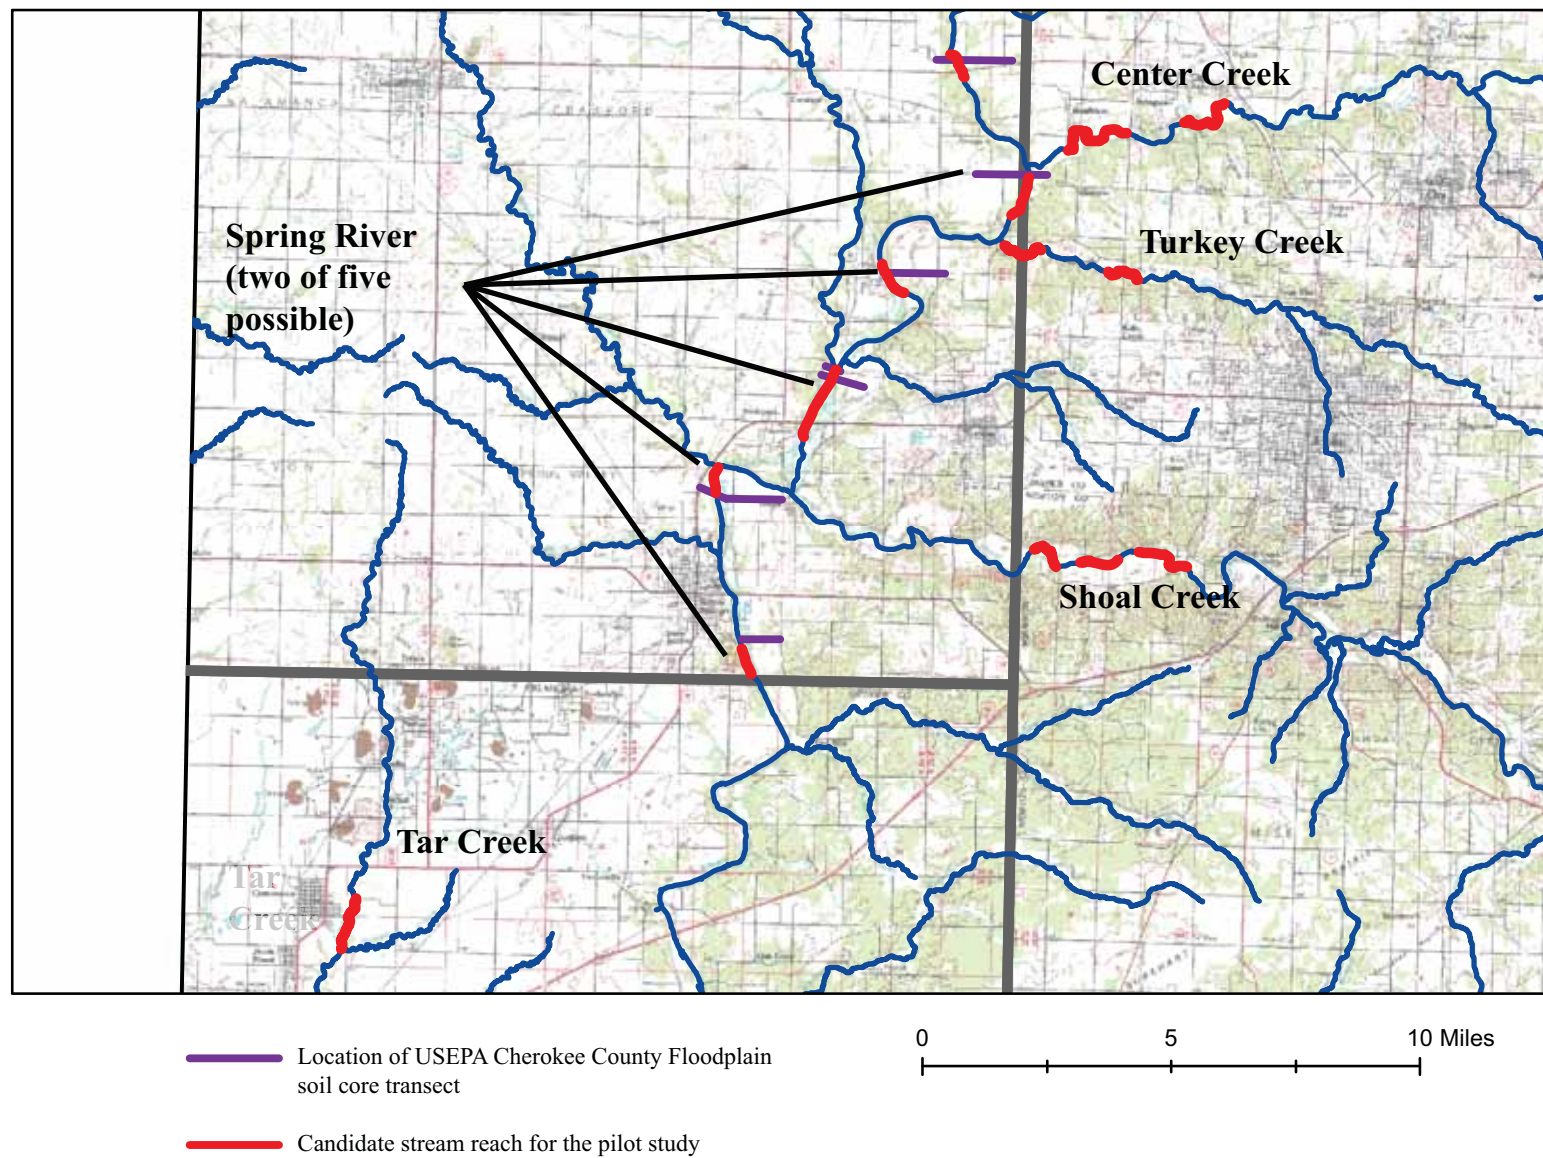 Center Creek
Spring River
(two of five
possible)
Turkey Creek
Shoal Creek
Tar Creek
Tar
Creek
0 5 10 Miles
Location of USEPA Cherokee County Floodplain
soil core transect
Candidate stream reach for the pilot study